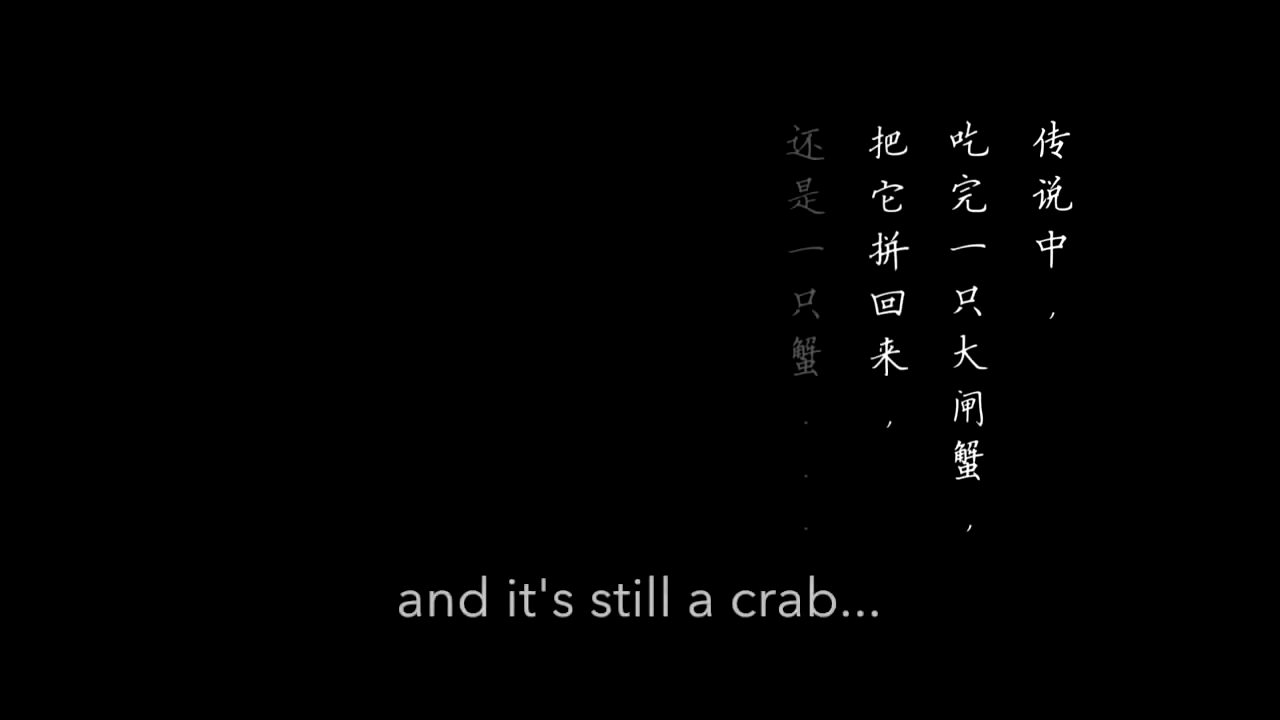 传说中，
吃完一只大闸蟹，
把它拼回来，
还是一只蟹...
and it's still a crab...